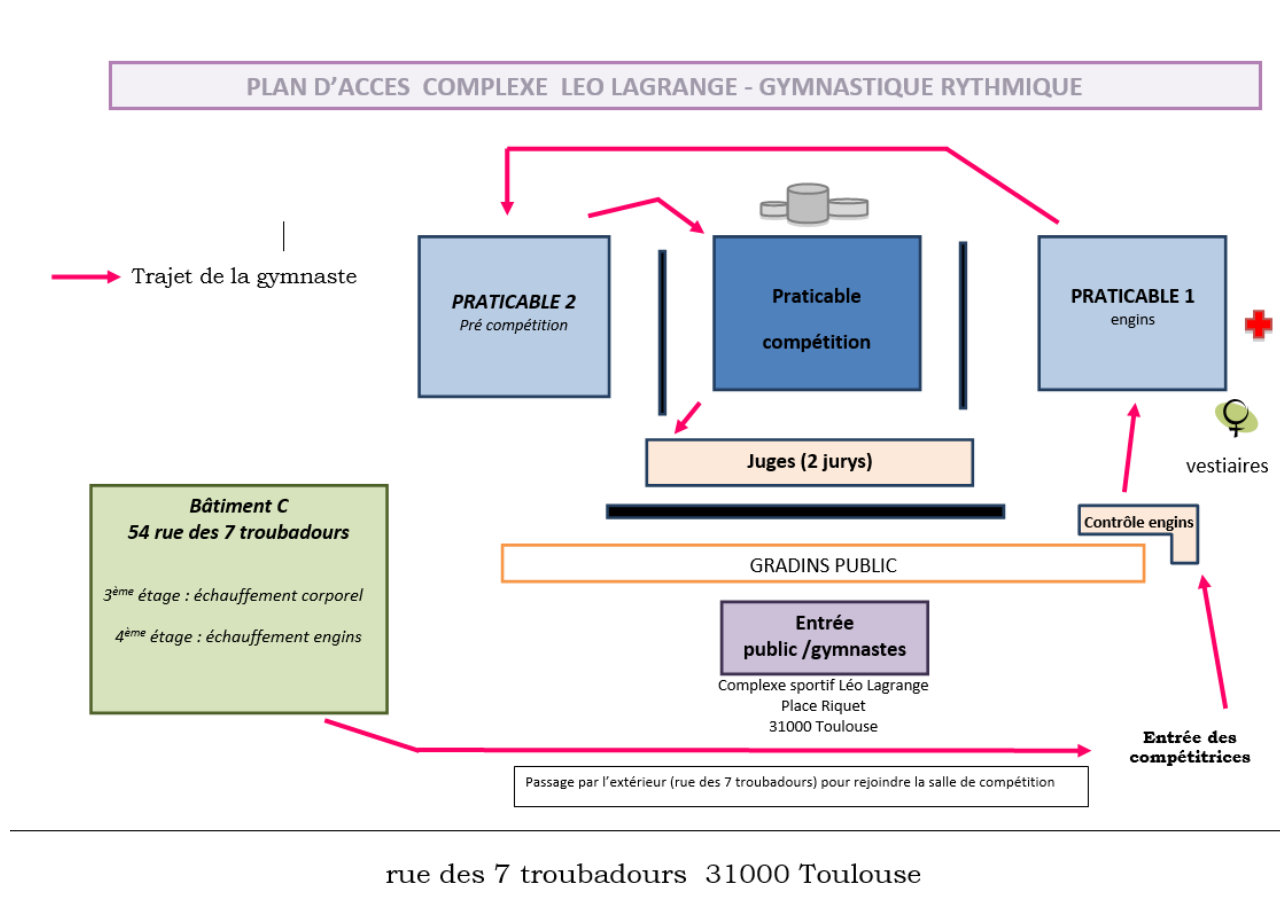 PLAN D’ACCES  COMPLEXE  LEO LAGRANGE - GYMNASTIQUE RYTHMIQUE
Trajet de la gymnaste
PRATICABLE 2
Pré compétition
Praticable
compétition
PRATICABLE 1
engins
vestiaires
Juges (2 jurys)
Contrôle engins
Bâtiment C
54 rue des 7 troubadours
3ème étage : échauffement corporel
4ème étage : échauffement engins
GRADINS PUBLIC
Entrée
public /gymnastes
Complexe sportif Léo Lagrange
Place Riquet
31000 Toulouse
Entrée des
compétitrices
Passage par l’extérieur (rue des 7 troubadours) pour rejoindre la salle de compétition
rue des 7 troubadours  31000 Toulouse